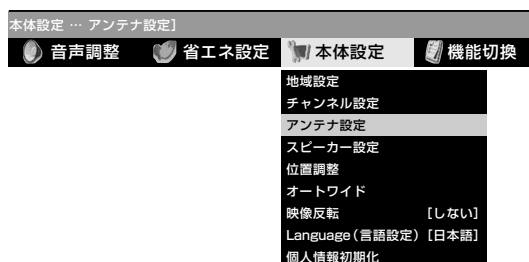 本体設定 … アンテナ設定]
音声調整 省エネ設定 本体設定 機能切換
地域設定
チャンネル設定
アンテナ設定
スピーカー設定
位置調整
オートワイド
映像反転 [しない]
Language(言語設定) [日本語]
個人情報初期化